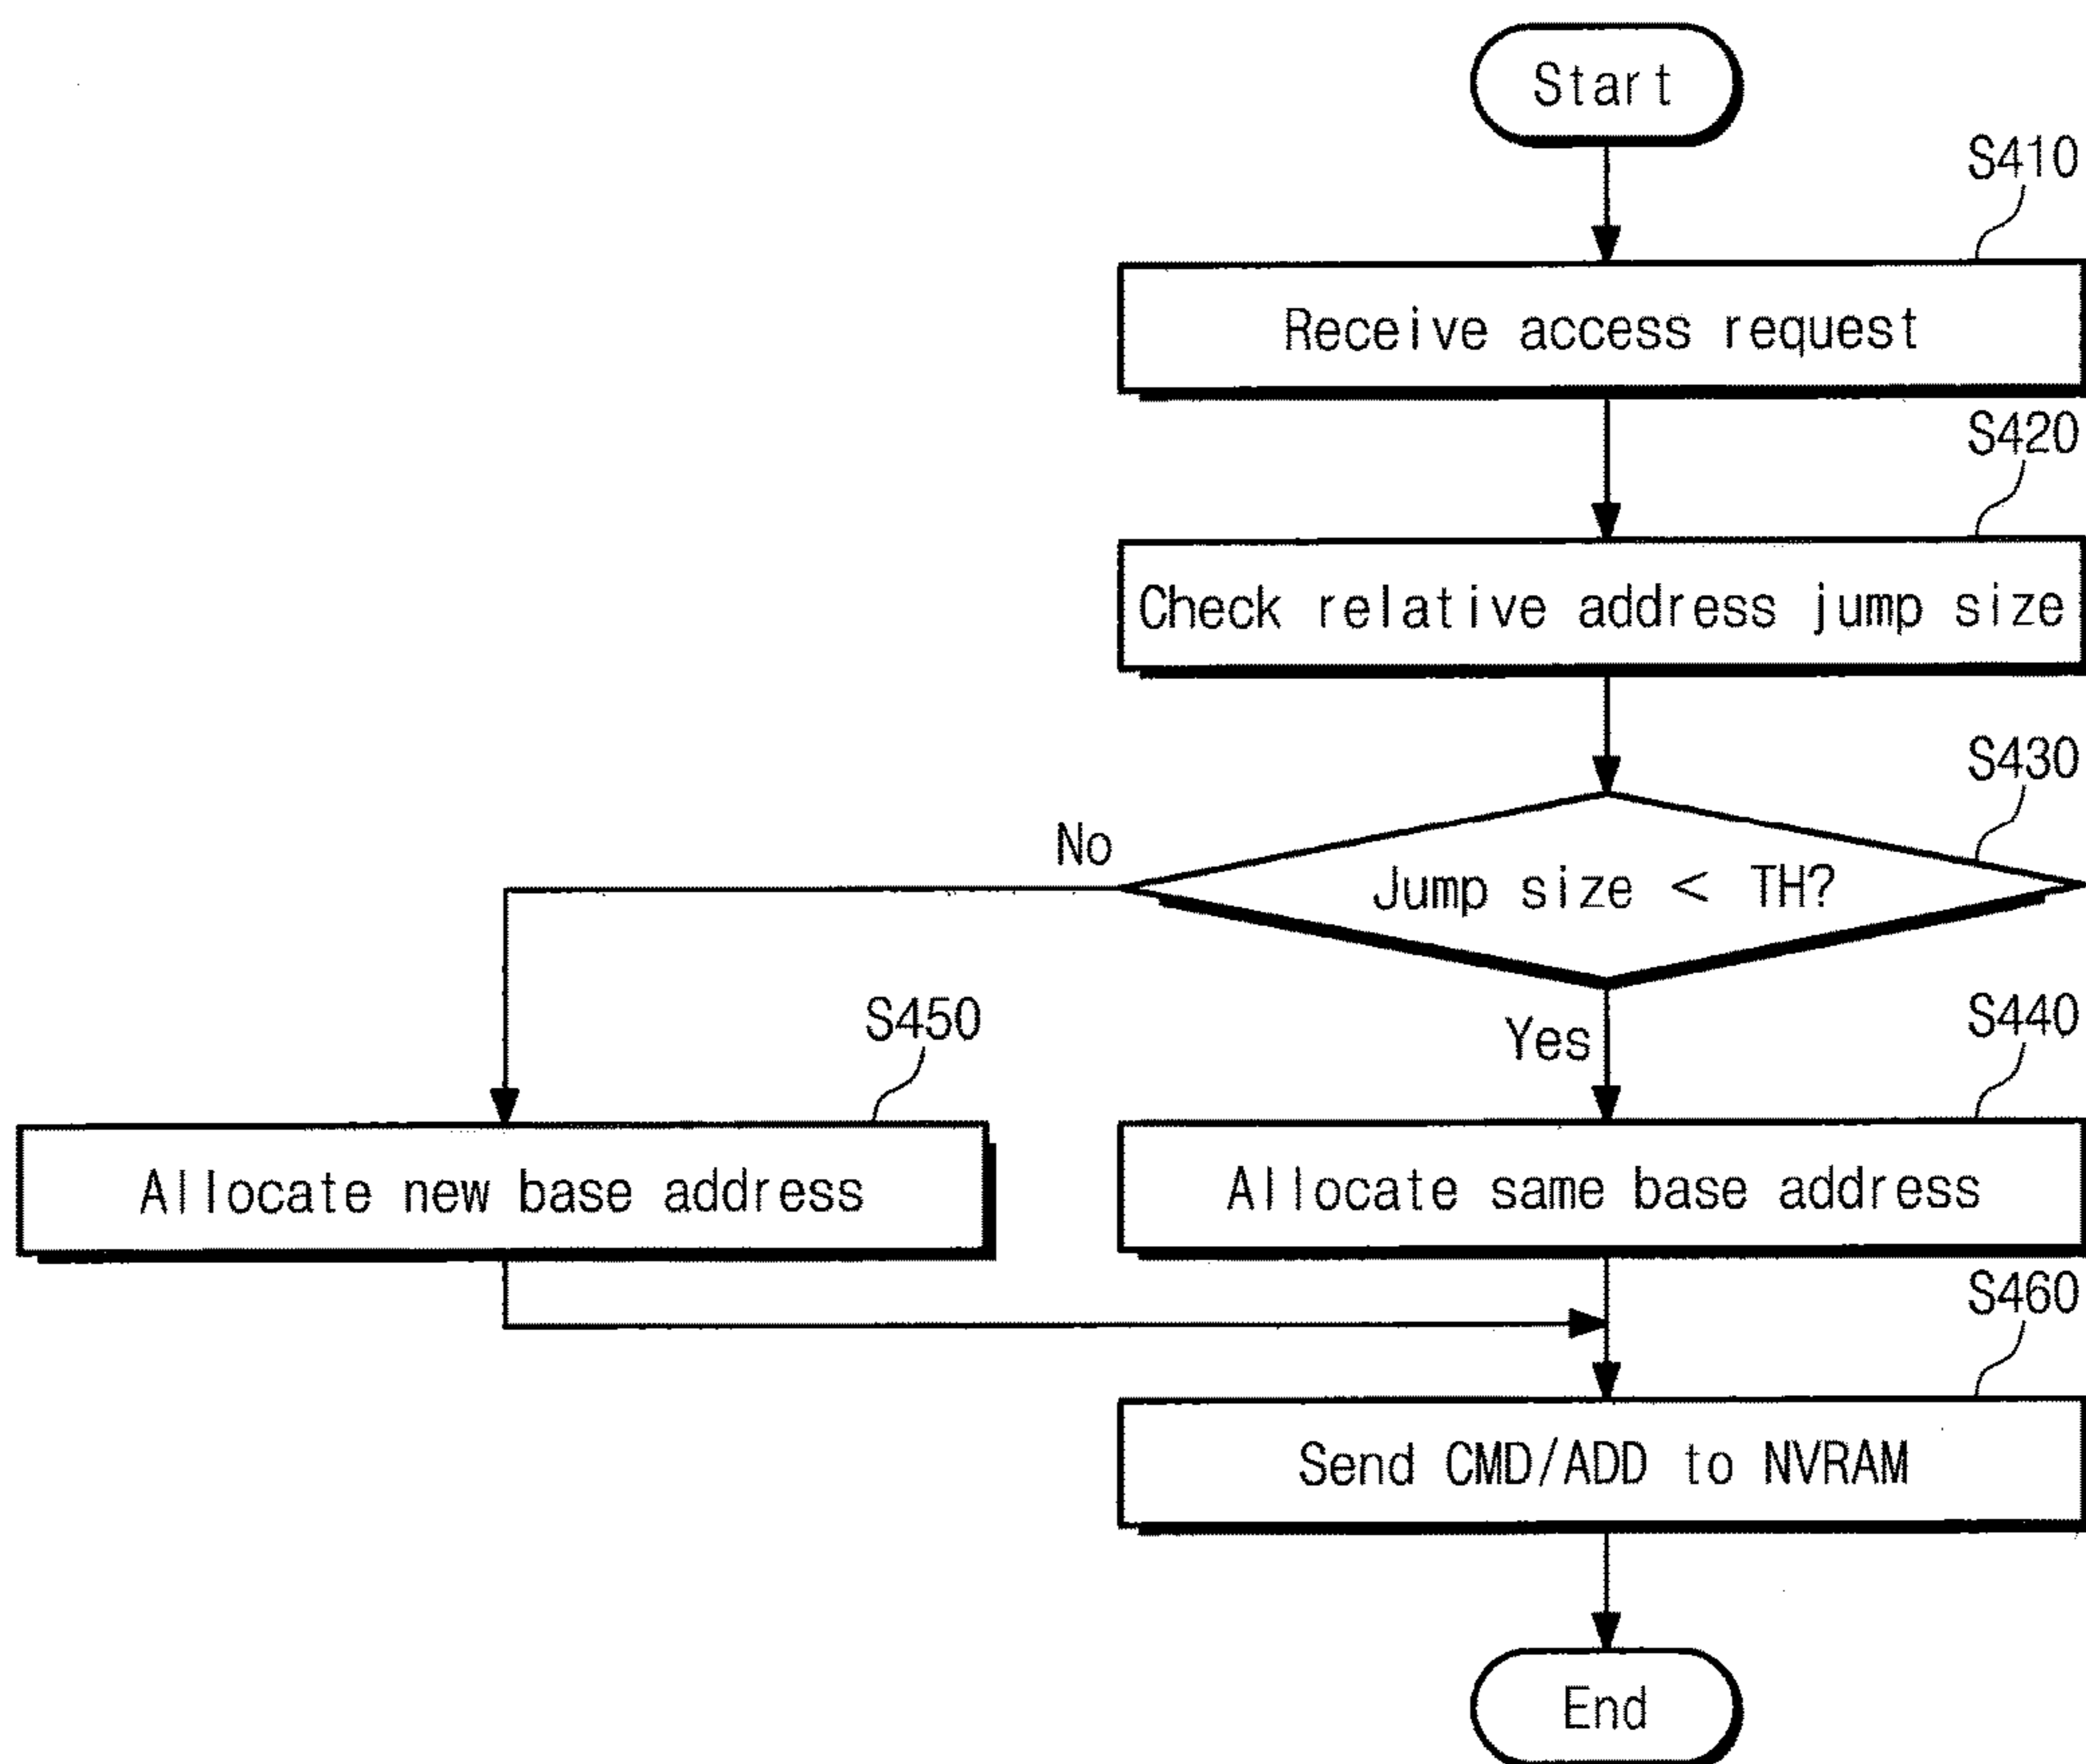 Start
S410
Receive access request
S420
Check relative address jump size
S430
No
Jump size < TH?
S450
Yes
S440
Allocate new base address
Allocate same base address
S460
Send CMD/ADD to NVRAM
End